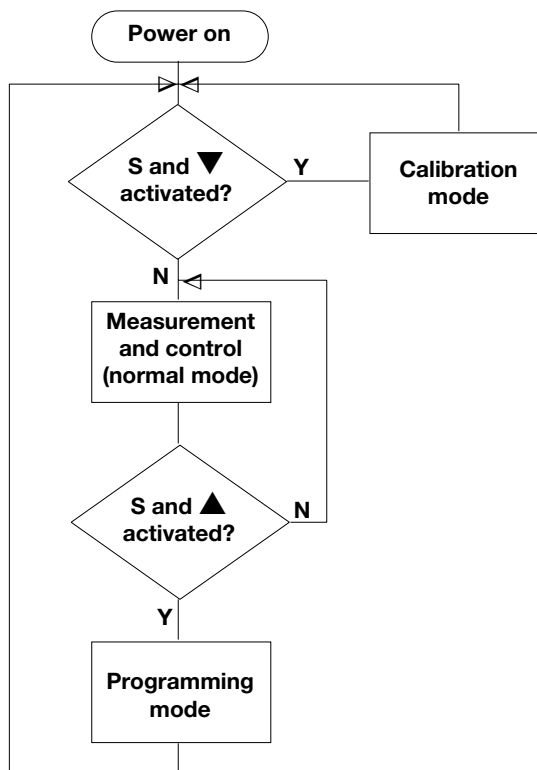 Power on
S and ▼
activated?
Y
Calibration
mode
N
Measurement
and control
(normal mode)
S and ▲
activated?
N
Y
Programming
mode